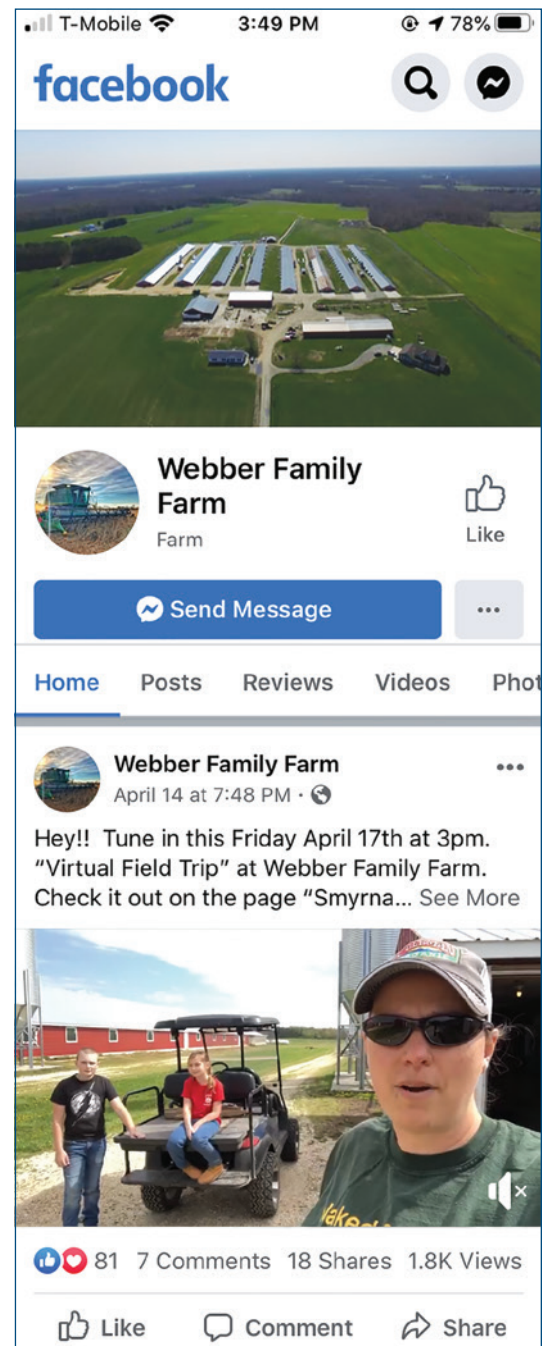 T-Mobile 3:49 PM 78%
facebook
Webber Family
Farm
Farm
Like
Send Message
Home Posts Reviews Videos Phot
Webber Family Farm
April 14 at 7:48 PM ·
Hey!! Tune in this Friday April 17th at 3pm.
“Virtual Field Trip” at Webber Family Farm.
Check it out on the page “Smyrna... See More
81 7 Comments 18 Shares 1.8K Views
Like Comment Share